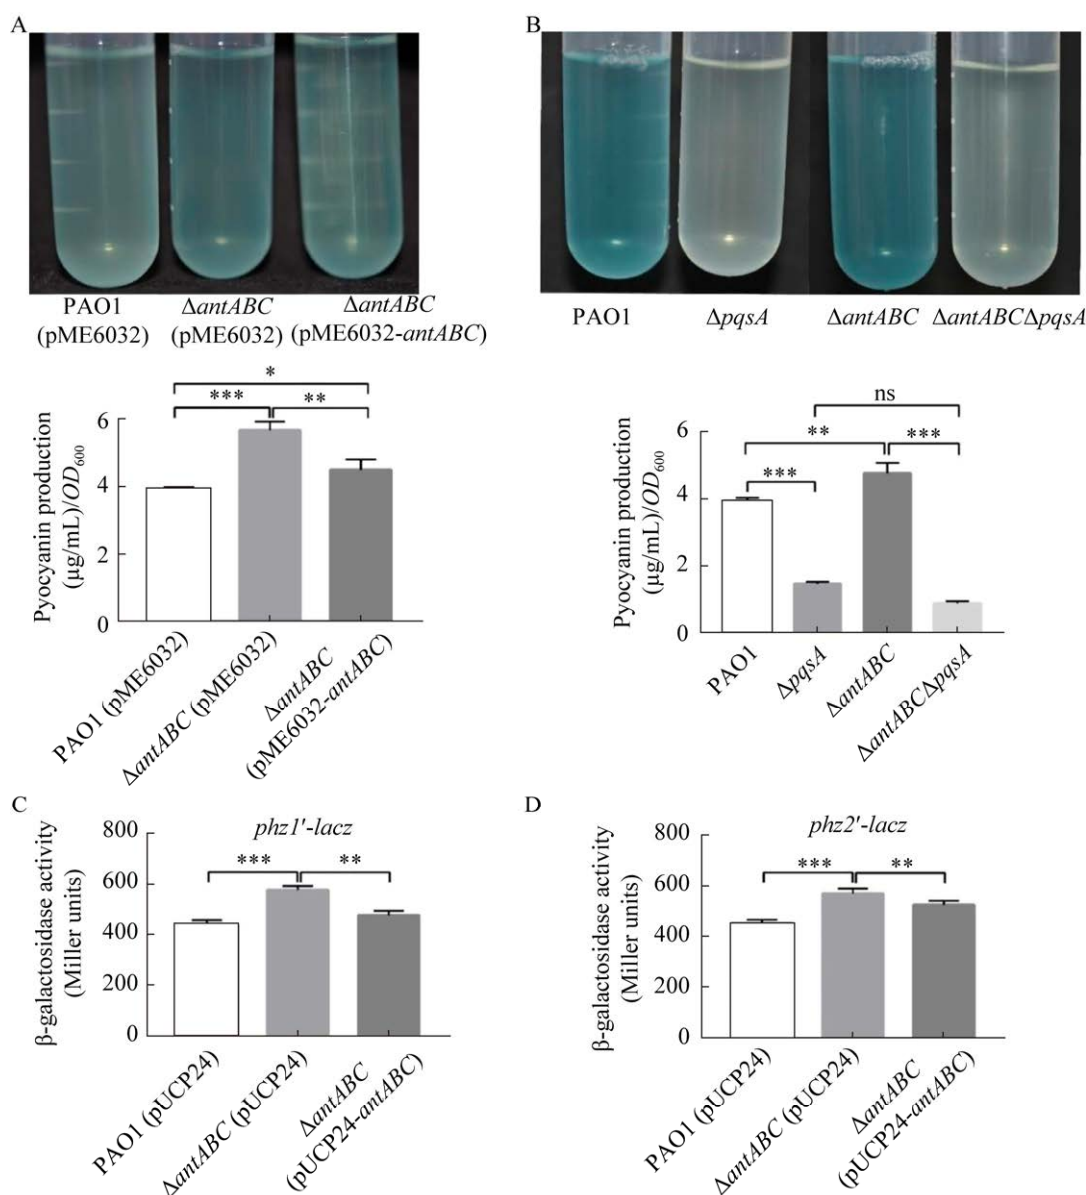 A
PAO1
(pME6032)
ΔantABC
(pME6032)
ΔantABC
(pME6032-antABC)
Pyocyanin production
(μg/mL)/OD600
6
4
2
0
*
***
**
PAO1 (pME6032)
ΔantABC (pME6032)
ΔantABC
(pME6032-antABC)
B
PAO1
ΔpqsA
ΔantABC
ΔantABCΔpqsA
Pyocyanin production
(μg/mL)/OD600
6
4
2
0
ns
**
***
***
PAO1
ΔpqsA
ΔantABC
ΔantABCΔpqsA
C
phz1'-lacz
β-galactosidase activity
(Miller units)
800
600
400
200
0
***
**
PAO1 (pUCP24)
ΔantABC (pUCP24)
ΔantABC
(pUCP24-antABC)
D
phz2'-lacz
β-galactosidase activity
(Miller units)
800
600
400
200
0
***
**
PAO1 (pUCP24)
ΔantABC (pUCP24)
ΔantABC
(pUCP24-antABC)